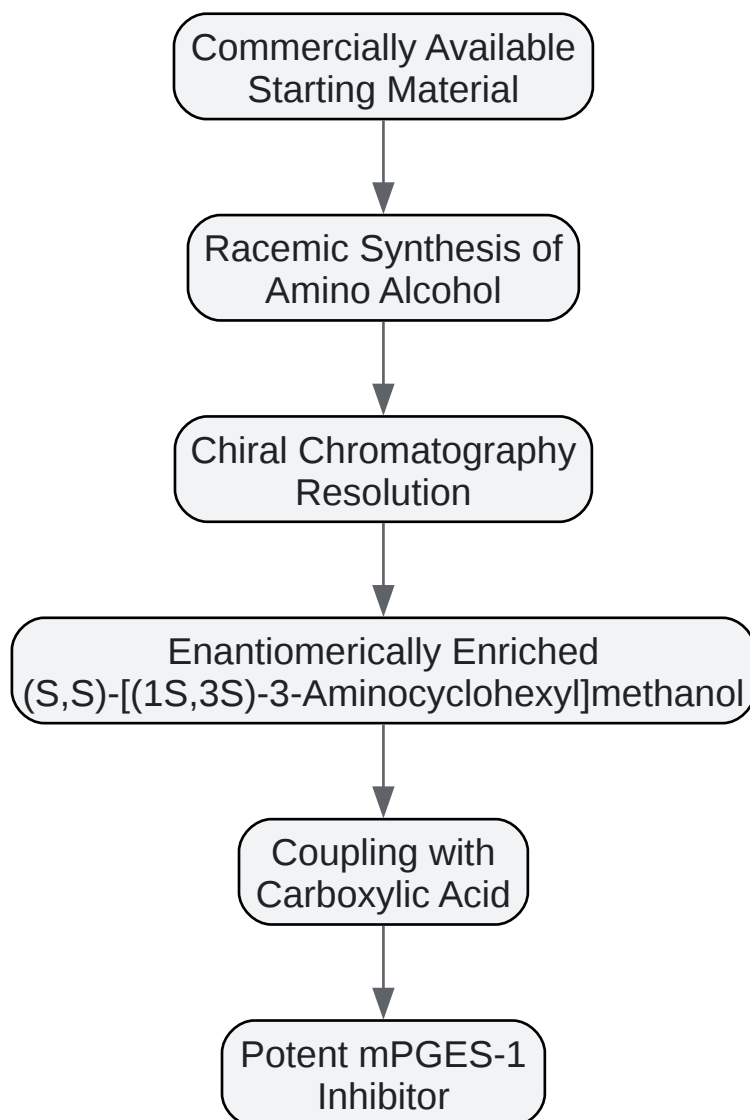 Commercially Available
Starting Material
Racemic Synthesis of
Amino Alcohol
Chiral Chromatography
Resolution
Enantiomerically Enriched
(S,S)-[(1S,3S)-3-Aminocyclohexyl]methanol
Coupling with
Carboxylic Acid
Potent mPGES-1
Inhibitor